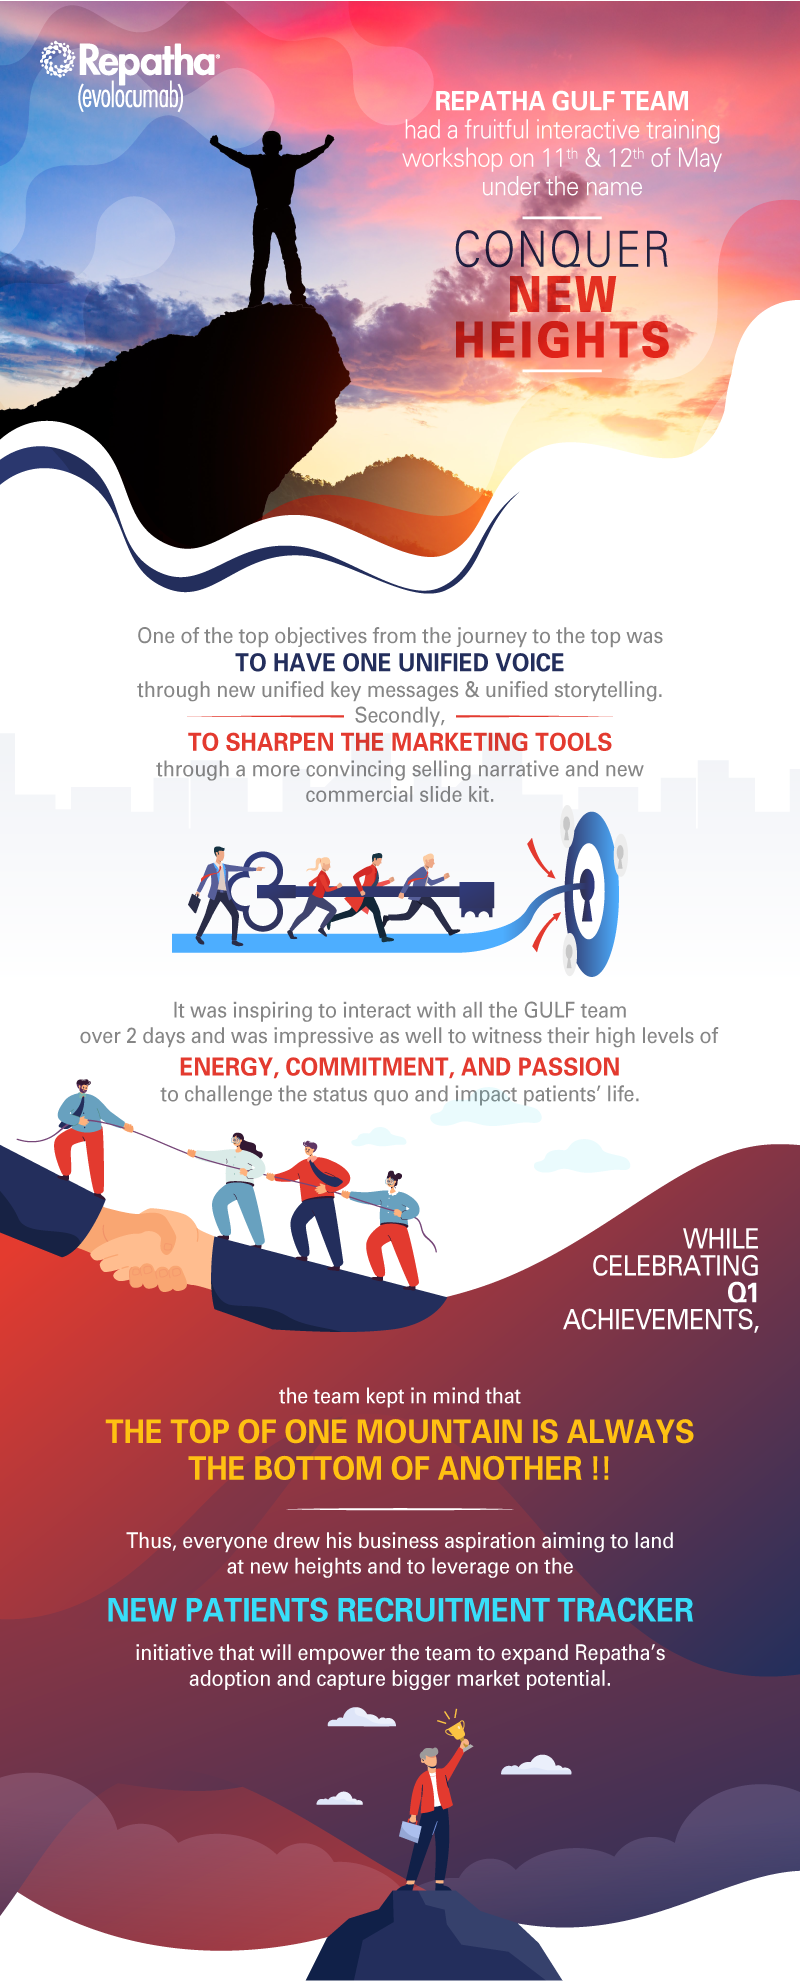 Repatha®
(evolocumab)
REPATHA GULF TEAM
had a fruitful interactive training
workshop on 11th & 12th of May
under the name
CONQUER
NEW
HEIGHTS
One of the top objectives from the journey to the top was
TO HAVE ONE UNIFIED VOICE
through new unified key messages & unified storytelling.
Secondly,
TO SHARPEN THE MARKETING TOOLS
through a more convincing selling narrative and new
commercial slide kit.
It was inspiring to interact with all the GULF team
over 2 days and was impressive as well to witness their high levels of
ENERGY, COMMITMENT, AND PASSION
to challenge the status quo and impact patients’ life.
WHILE
CELEBRATING
Q1
ACHIEVEMENTS,
the team kept in mind that
THE TOP OF ONE MOUNTAIN IS ALWAYS
THE BOTTOM OF ANOTHER !!
Thus, everyone drew his business aspiration aiming to land
at new heights and to leverage on the
NEW PATIENTS RECRUITMENT TRACKER
initiative that will empower the team to expand Repatha’s
adoption and capture bigger market potential.